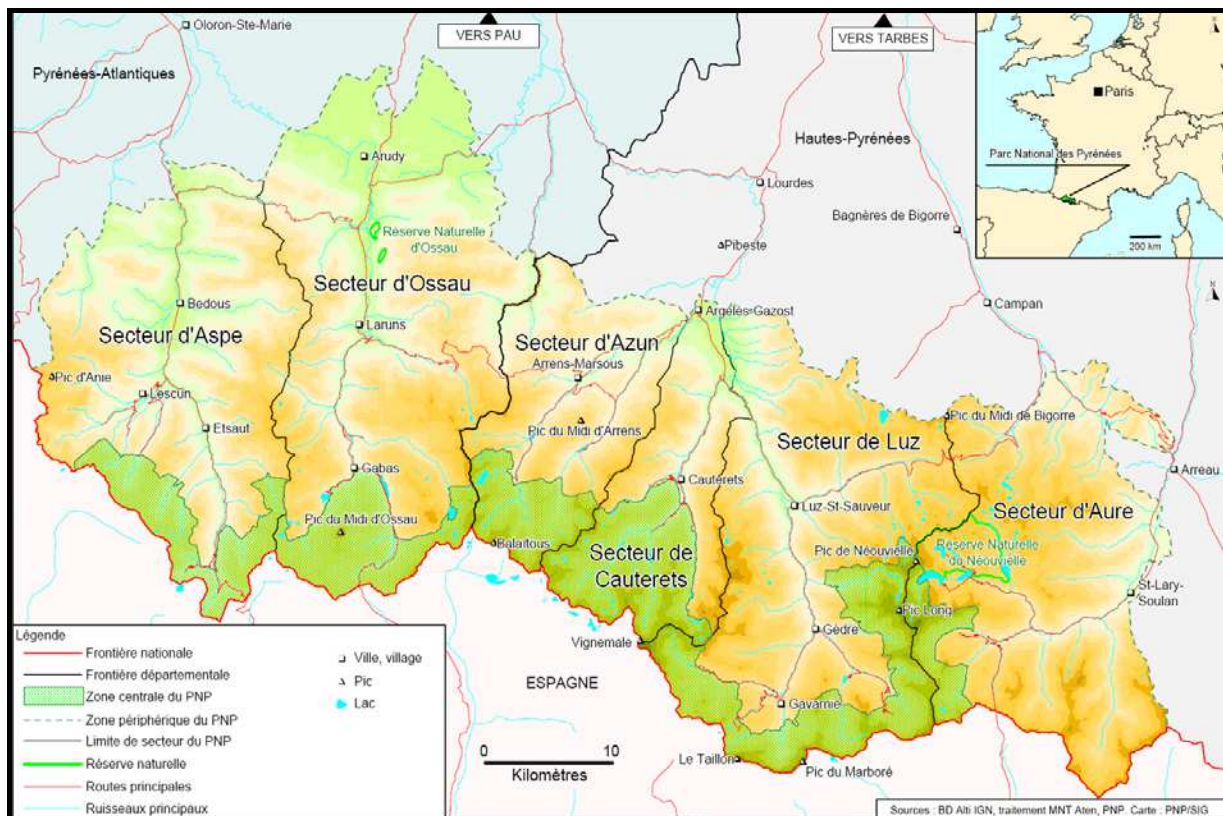 Oloron-Ste-Marie
VERS PAU
VERS TARBES
Pyrénées-Atlantiques
Hautes-Pyrénées
Paris
Parc National des Pyrénées
200 km
N
N
Arudy
Lourdes
Bagnères de Bigorre
Réserve Naturelle
d'Ossau
Pibeste
Secteur d'Ossau
Bedous
Campan
Argelès-Gazost
Laruns
Secteur d'Aspe
Secteur d'Azun
Arrens-Marsous
Pic d'Anie
Lescun
Pic du Midi de Bigorre
Etsaut
Pic du Midi d'Arrens
Secteur de Luz
Gabas
Cauterets
Arreau
Luz-St-Sauveur
Secteur d'Aure
Pic du Midi d'Ossau
Balaïtous
Secteur de
Cauterets
Pic de Néouvielle
Réserve Naturelle
du Néouvielle
St-Lary-
Soulan
Pic Long
Gèdre
Vignemale
ESPAGNE
Gavarnie
Le Taillon
Pic du Marboré
0 10
Kilomètres
Légende
Frontière nationale
Frontière départementale
Zone centrale du PNP
Zone périphérique du PNP
Limite de secteur du PNP
Réserve naturelle
Routes principales
Ruisseaux principaux
Ville, village
Pic
Lac
Sources : BD Alti IGN, traitement MNT Aten, PNP. Carte : PNP/SIG